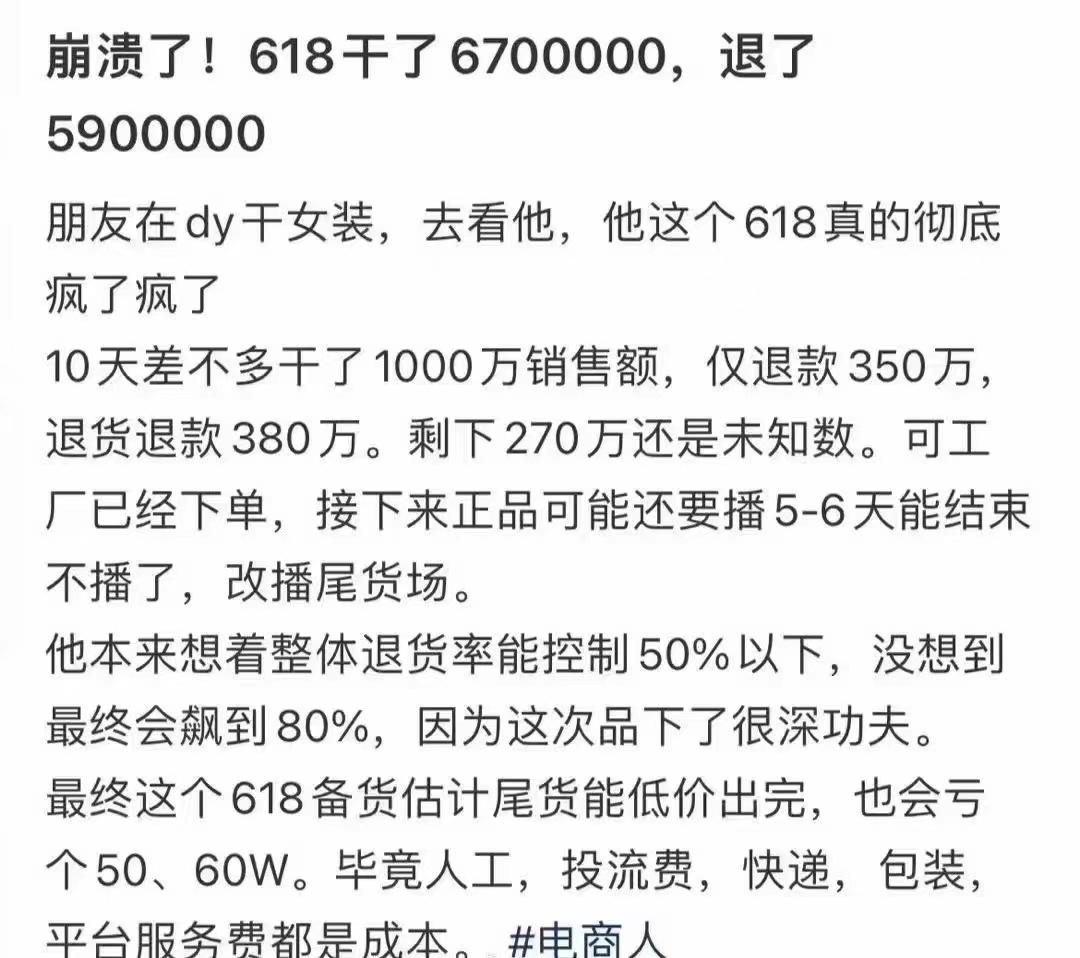 崩溃了！618干了6700000，退了
5900000
朋友在dy干女装，去看他，他这个618真的彻底
疯了疯了
10天差不多干了1000万销售额，仅退款350万，
退货退款380万。剩下270万还是未知数。可工
厂已经下单，接下来正品可能还要播5-6天能结束
不播了，改播尾货场。
他本来想着整体退货率能控制50%以下，没想到
最终会飙到80%，因为这次品下了很深功夫。
最终这个618备货估计尾货能低价出完，也会亏
个50、60W。毕竟人工，投流费，快递，包装，
平台服务费都是成本。#电商人